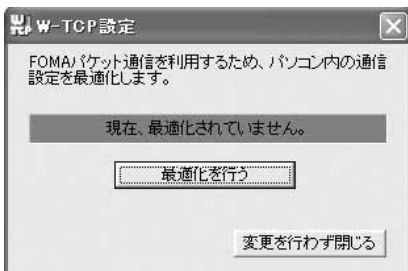 W-TCP設定
FOMAパケット通信を利用するため、パソコン内の通信
設定を最適化します。
現在、最適化されていません。
最適化を行う
変更を行わず閉じる